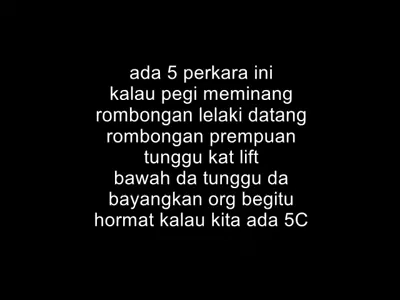 ada 5 perkara ini
kalau pegi meminang
rombongan lelaki datang
rombongan prempuan
tunggu kat lift
bawah da tunggu da
bayangkan org begitu
hormat kalau kita ada 5C